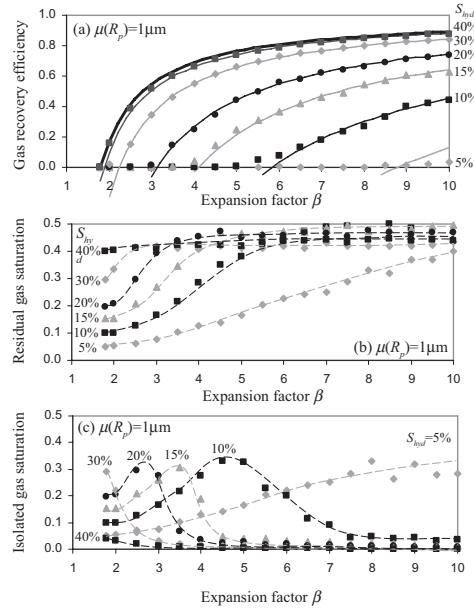 (a) μ(Rp)=1μm
Shyd
40%
30%
20%
15%
10%
5%
Gas recovery efficiency
1.0
0.8
0.6
0.4
0.2
0.0
1 2 3 4 5 6 7 8 9 10
Expansion factor β
Shy
d
40%
30%
20%
15%
10%
5%
Residual gas saturation
0.5
0.4
0.3
0.2
0.1
0.0
(b) μ(Rp)=1μm
1 2 3 4 5 6 7 8 9 10
Expansion factor β
(c) μ(Rp)=1μm
30% 20% 15% 10%
Shyd=5%
40%
Isolated gas saturation
0.5
0.4
0.3
0.2
0.1
0.0
1 2 3 4 5 6 7 8 9 10
Expansion factor β